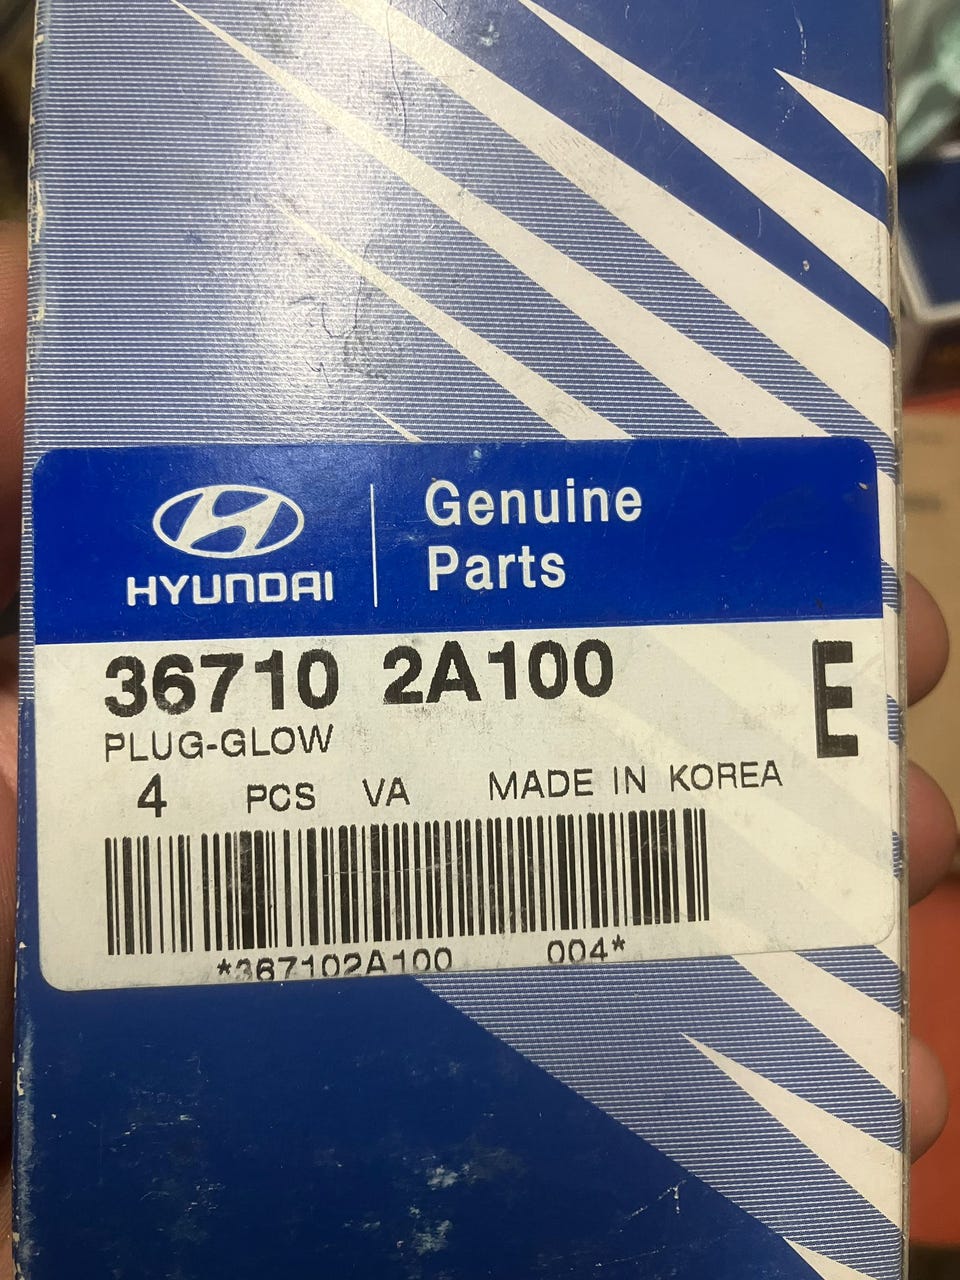 HYUNDAI
Genuine
Parts
36710 2A100
E
PLUG-GLOW
4 PCS VA MADE IN KOREA
*367102A100 004*